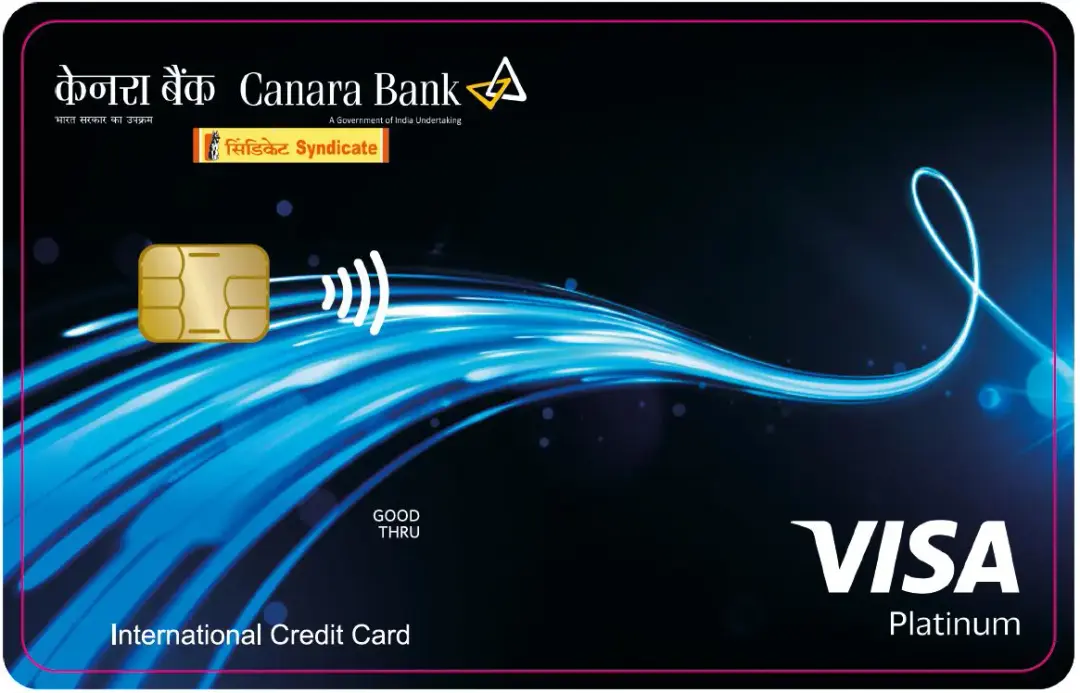 केनरा बैंक Canara Bank
भारत सरकार का उपक्रम A Government of India Undertaking
सिंडिकेट Syndicate
GOOD
THRU
VISA
Platinum
International Credit Card